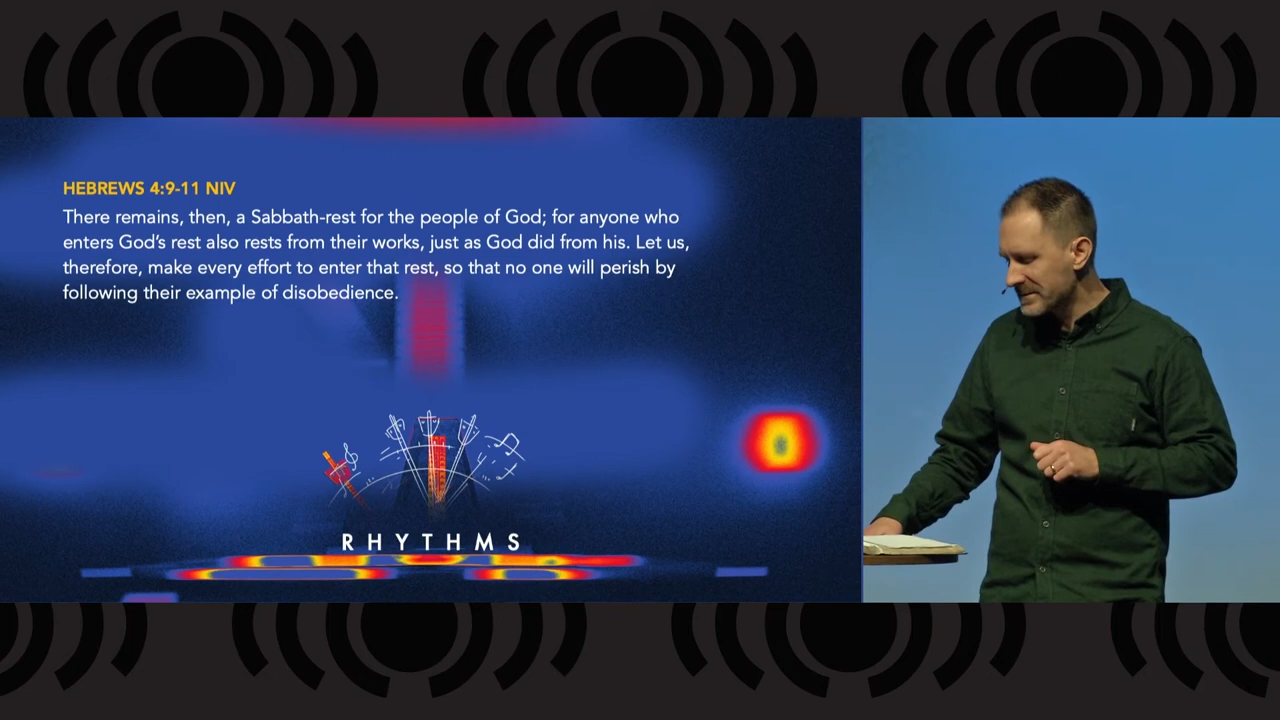 HEBREWS 4:9-11 NIV
There remains, then, a Sabbath-rest for the people of God; for anyone who
enters God's rest also rests from their works, just as God did from his. Let us,
therefore, make every effort to enter that rest, so that no one will perish by
following their example of disobedience.
RHYTHMS